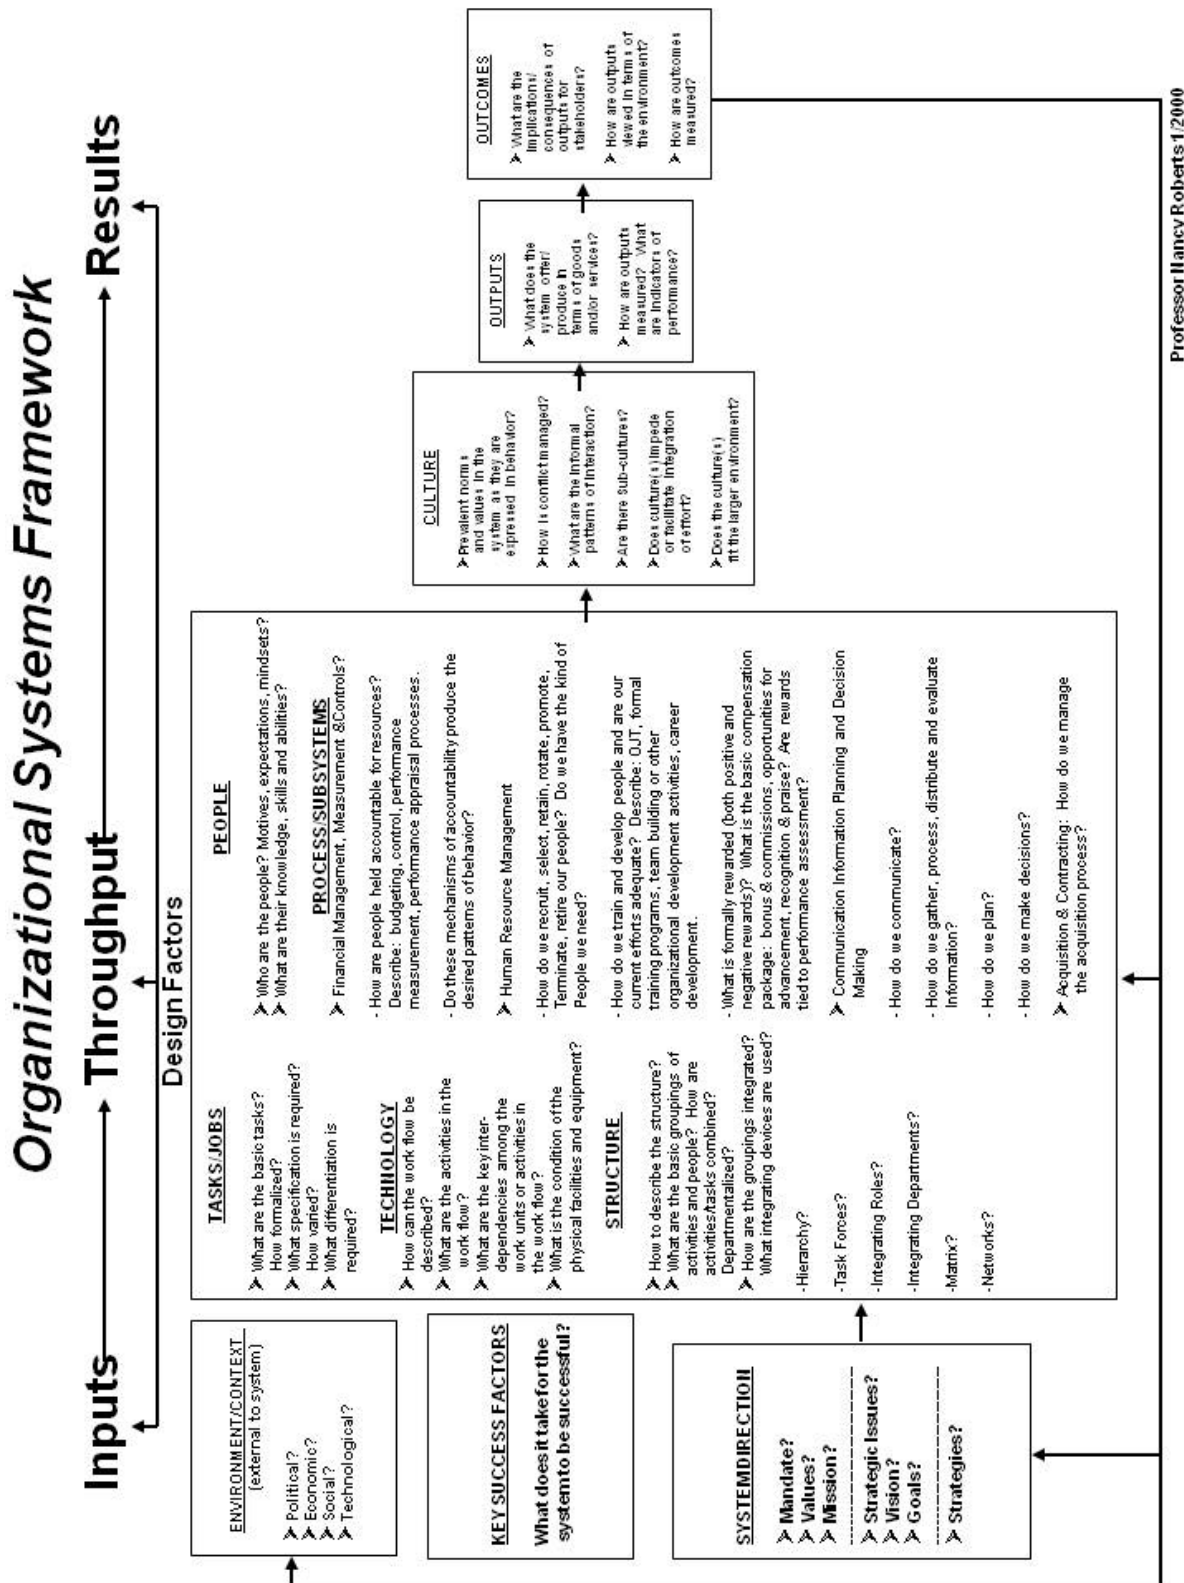 Organizational Systems Framework
Inputs
Throughput
Results
Design Factors
ENVIRONMENT/CONTEXT
(external to system)
➢ Political?
➢ Economic?
➢ Social?
➢ Technological?
KEY SUCCESS FACTORS
What does it take for the
system to be successful?
SYSTEM DIRECTION
➢ Mandate?
➢ Values?
➢ Mission?
➢ Strategic Issues?
➢ Vision?
➢ Goals?
➢ Strategies?
TASKS/JOBS
➢ What are the basic tasks?
How formalized?
➢ What specification is required?
How varied?
➢ What differentiation is
required?
TECHNOLOGY
➢ How can the work flow be
described?
➢ What are the activities in the
work flow?
➢ What are the key inter-
dependencies among the
work units or activities in
the work flow?
➢ What is the condition of the
physical facilities and equipment?
STRUCTURE
➢ How to describe the structure?
➢ What are the basic groupings of
activities and people? How are
activities/tasks combined?
Departmentalized?
➢ How are the groupings integrated?
What integrating devices are used?
-Hierarchy?
-Task Forces?
-Integrating Roles?
-Integrating Departments?
-Matrix?
-Networks?
PEOPLE
➢ Who are the people? Motives, expectations, mindsets?
➢ What are their knowledge, skills and abilities?
PROCESS/SUBSYSTEMS
➢ Financial Management, Measurement &Controls?
- How are people held accountable for resources?
Describe: budgeting, control, performance
measurement, performance appraisal processes.
- Do these mechanisms of accountability produce the
desired patterns of behavior?
➢ Human Resource Management
- How do we recruit, select, retain, rotate, promote,
Terminate, retire our people? Do we have the kind of
People we need?
- How do we train and develop people and are our
current efforts adequate? Describe: OJT, formal
training programs, team building or other
organizational development activities, career
development.
- What is formally rewarded (both positive and
negative rewards)? What is the basic compensation
package: bonus & commissions, opportunities for
advancement, recognition & praise? Are rewards
tied to performance assessment?
➢ Communication Information Planning and Decision
Making
- How do we communicate?
- How do we gather, process, distribute and evaluate
Information?
- How do we plan?
- How do we make decisions?
➢ Acquisition & Contracting: How do we manage
the acquisition process?
CULTURE
➢ Prevalent norms
and values in the
system as they are
expressed in behavior?
➢ How is conflict managed?
➢ What are the informal
patterns of interaction?
➢ Are there sub-cultures?
➢ Does culture(s) impede
or facilitate integration
of effort?
➢ Does the culture(s)
fit the larger environment?
OUTPUTS
➢ What does the
system offer/
produce in
terms of goods
and/or services?
➢ How are outputs
measured? What
are indicators of
performance?
OUTCOMES
➢ What are the
implications/
consequences of
outputs for
stakeholders?
➢ How are outputs
viewed in terms of
the environment?
➢ How are outcomes
measured?
Professor Nancy Roberts 1/2000